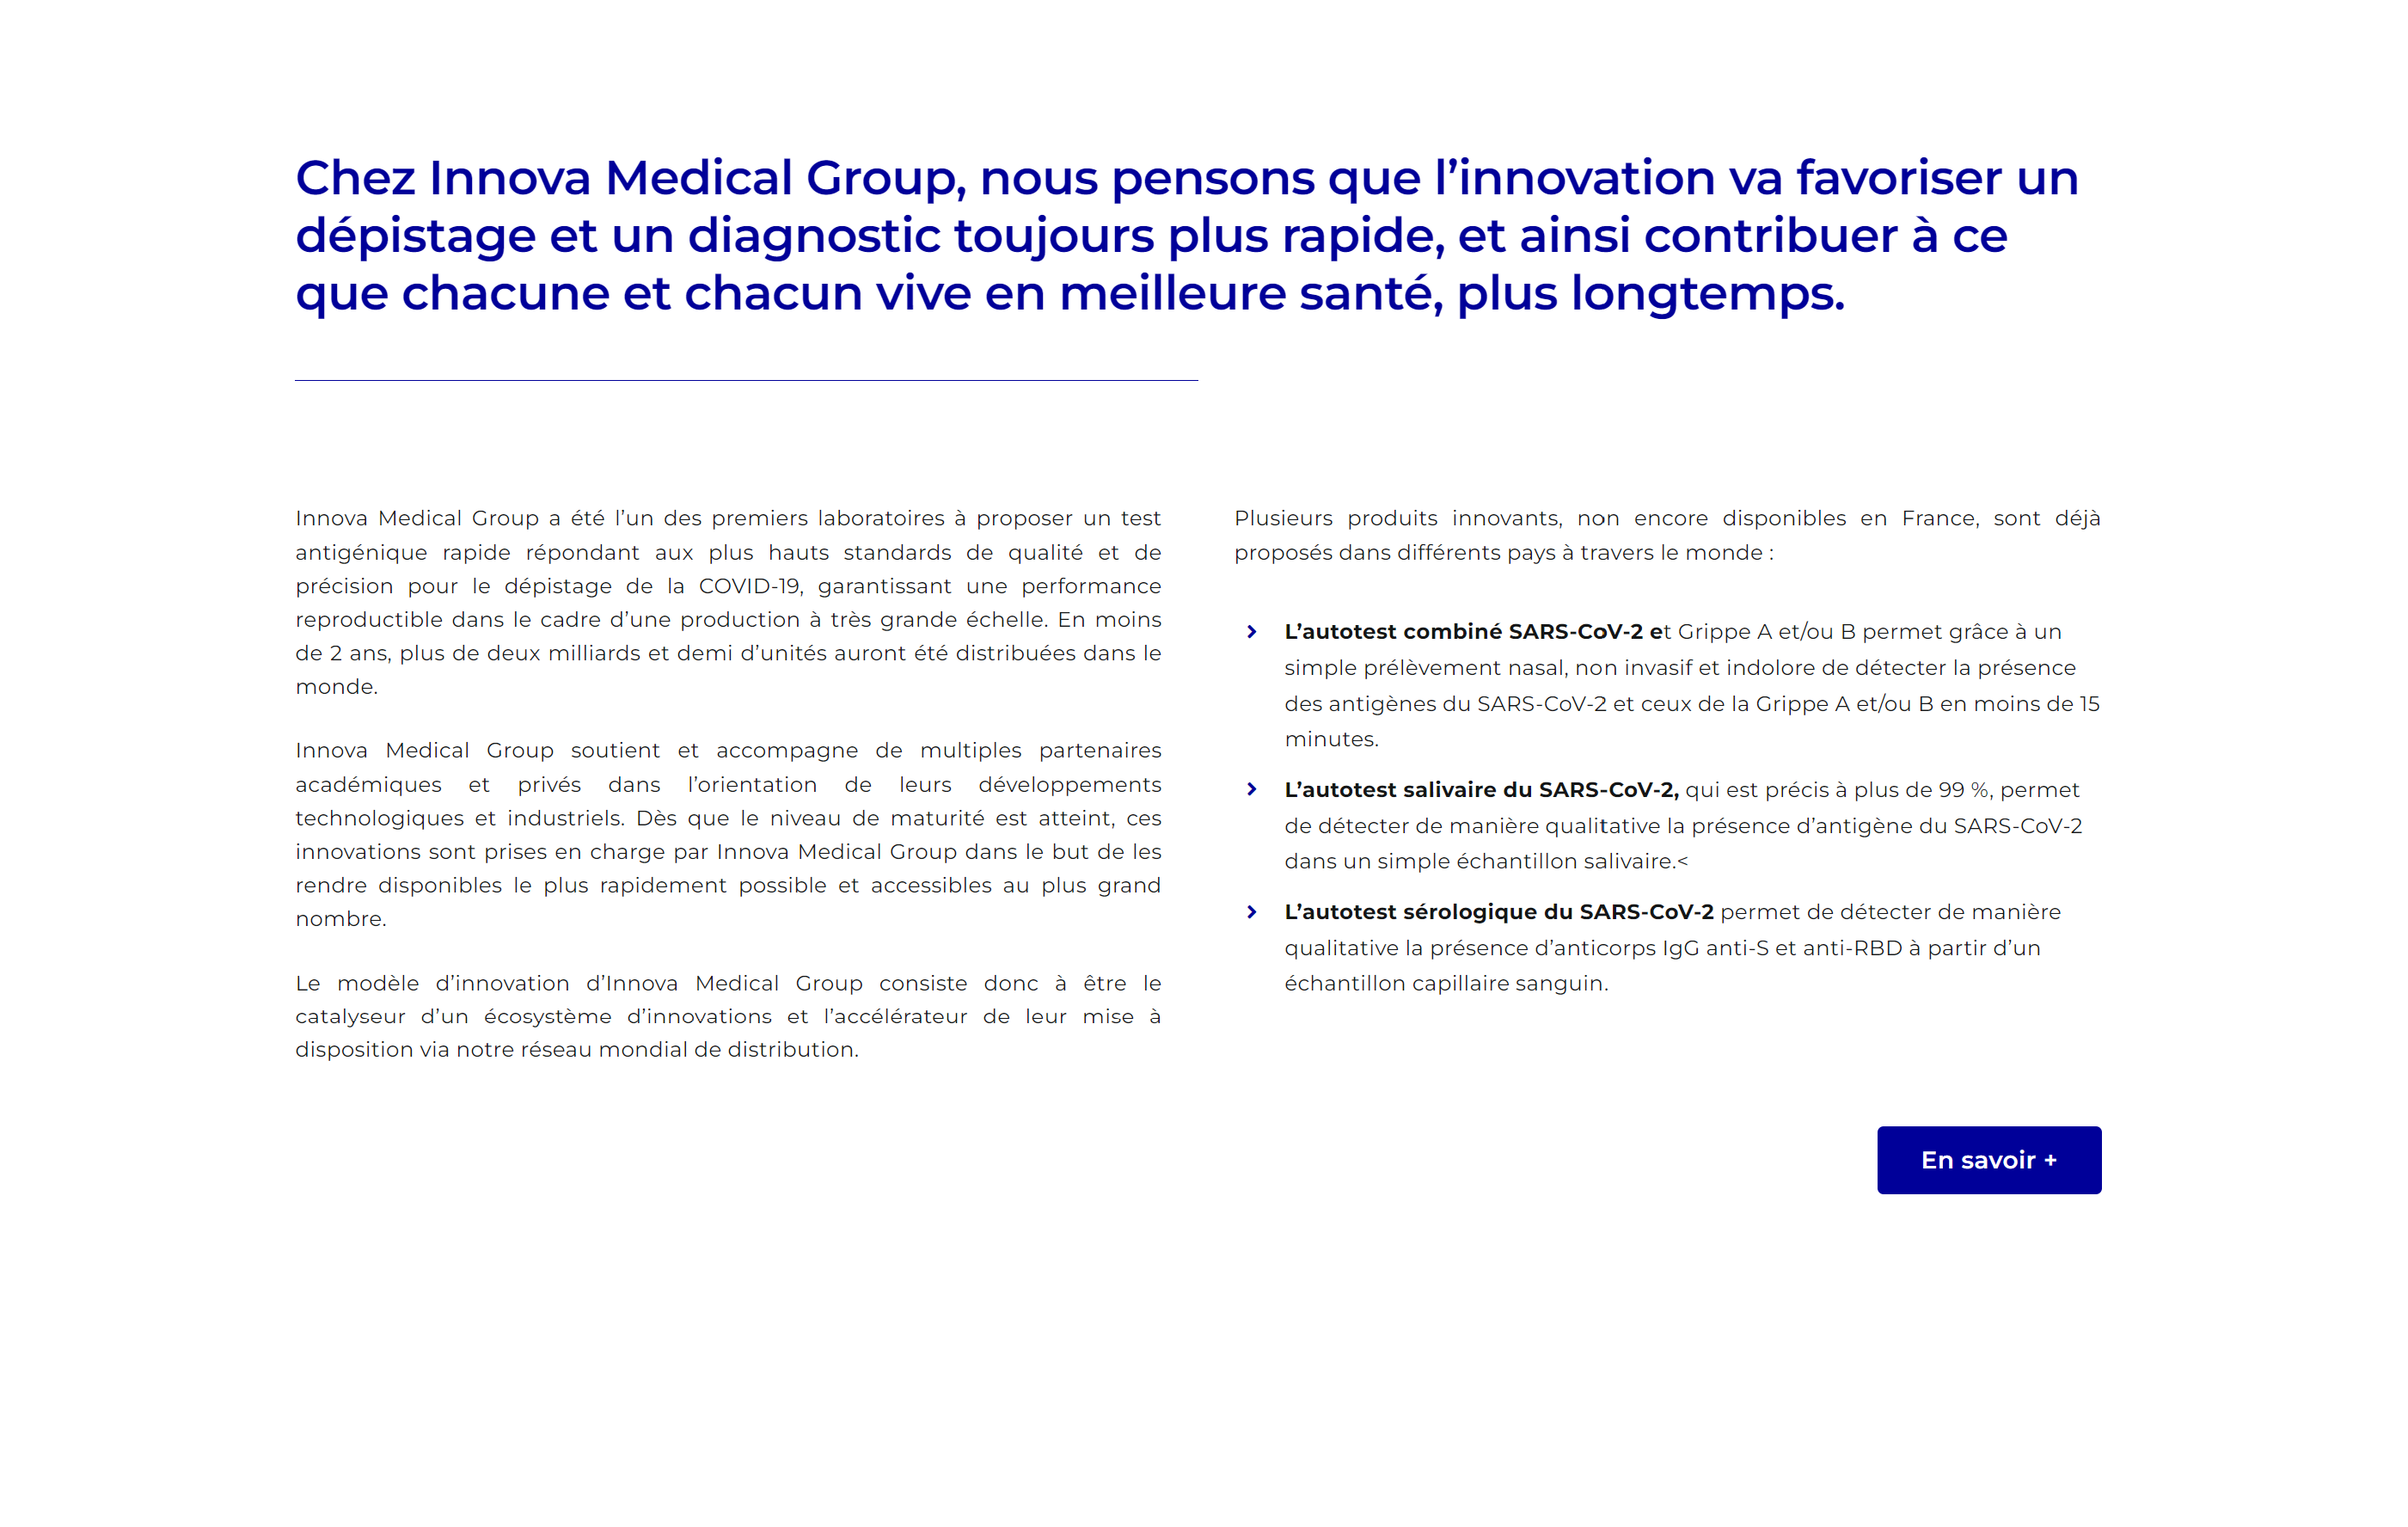 Chez Innova Medical Group, nous pensons que l’innovation va favoriser un
dépistage et un diagnostic toujours plus rapide, et ainsi contribuer à ce
que chacune et chacun vive en meilleure santé, plus longtemps.
Innova Medical Group a été l’un des premiers laboratoires à proposer un test
antigénique rapide répondant aux plus hauts standards de qualité et de
précision pour le dépistage de la COVID-19, garantissant une performance
reproductible dans le cadre d’une production à très grande échelle. En moins
de 2 ans, plus de deux milliards et demi d’unités auront été distribuées dans le
monde.
Innova Medical Group soutient et accompagne de multiples partenaires
académiques et privés dans l’orientation de leurs développements
technologiques et industriels. Dès que le niveau de maturité est atteint, ces
innovations sont prises en charge par Innova Medical Group dans le but de les
rendre disponibles le plus rapidement possible et accessibles au plus grand
nombre.
Le modèle d’innovation d’Innova Medical Group consiste donc à être le
catalyseur d’un écosystème d’innovations et l’accélérateur de leur mise à
disposition via notre réseau mondial de distribution.
Plusieurs produits innovants, non encore disponibles en France, sont déjà
proposés dans différents pays à travers le monde :
L’autotest combiné SARS-CoV-2 et Grippe A et/ou B permet grâce à un
simple prélèvement nasal, non invasif et indolore de détecter la présence
des antigènes du SARS-CoV-2 et ceux de la Grippe A et/ou B en moins de 15
minutes.
L’autotest salivaire du SARS-CoV-2, qui est précis à plus de 99 %, permet
de détecter de manière qualitative la présence d’antigène du SARS-CoV-2
dans un simple échantillon salivaire.<
L’autotest sérologique du SARS-CoV-2 permet de détecter de manière
qualitative la présence d’anticorps IgG anti-S et anti-RBD à partir d’un
échantillon capillaire sanguin.
En savoir +